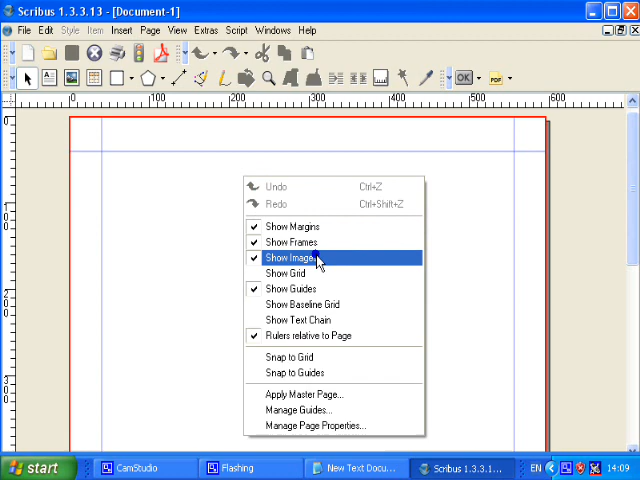 Scribus 1.3.3.13 - [Document-1]
File Edit Style Item Insert Page View Extras Script Windows Help
OK PDF
0 100 200 300 400 500 600
0
100
200
300
Undo Ctrl+Z
Redo Ctrl+Shift+Z
Show Margins
Show Frames
Show Image
Show Grid
Show Guides
Show Baseline Grid
Show Text Chain
Rulers relative to Page
Snap to Grid
Snap to Guides
Apply Master Page...
Manage Guides...
Manage Page Properties...
start CamStudio Flashing New Text Docu... Scribus 1.3.3.1... EN 14:09